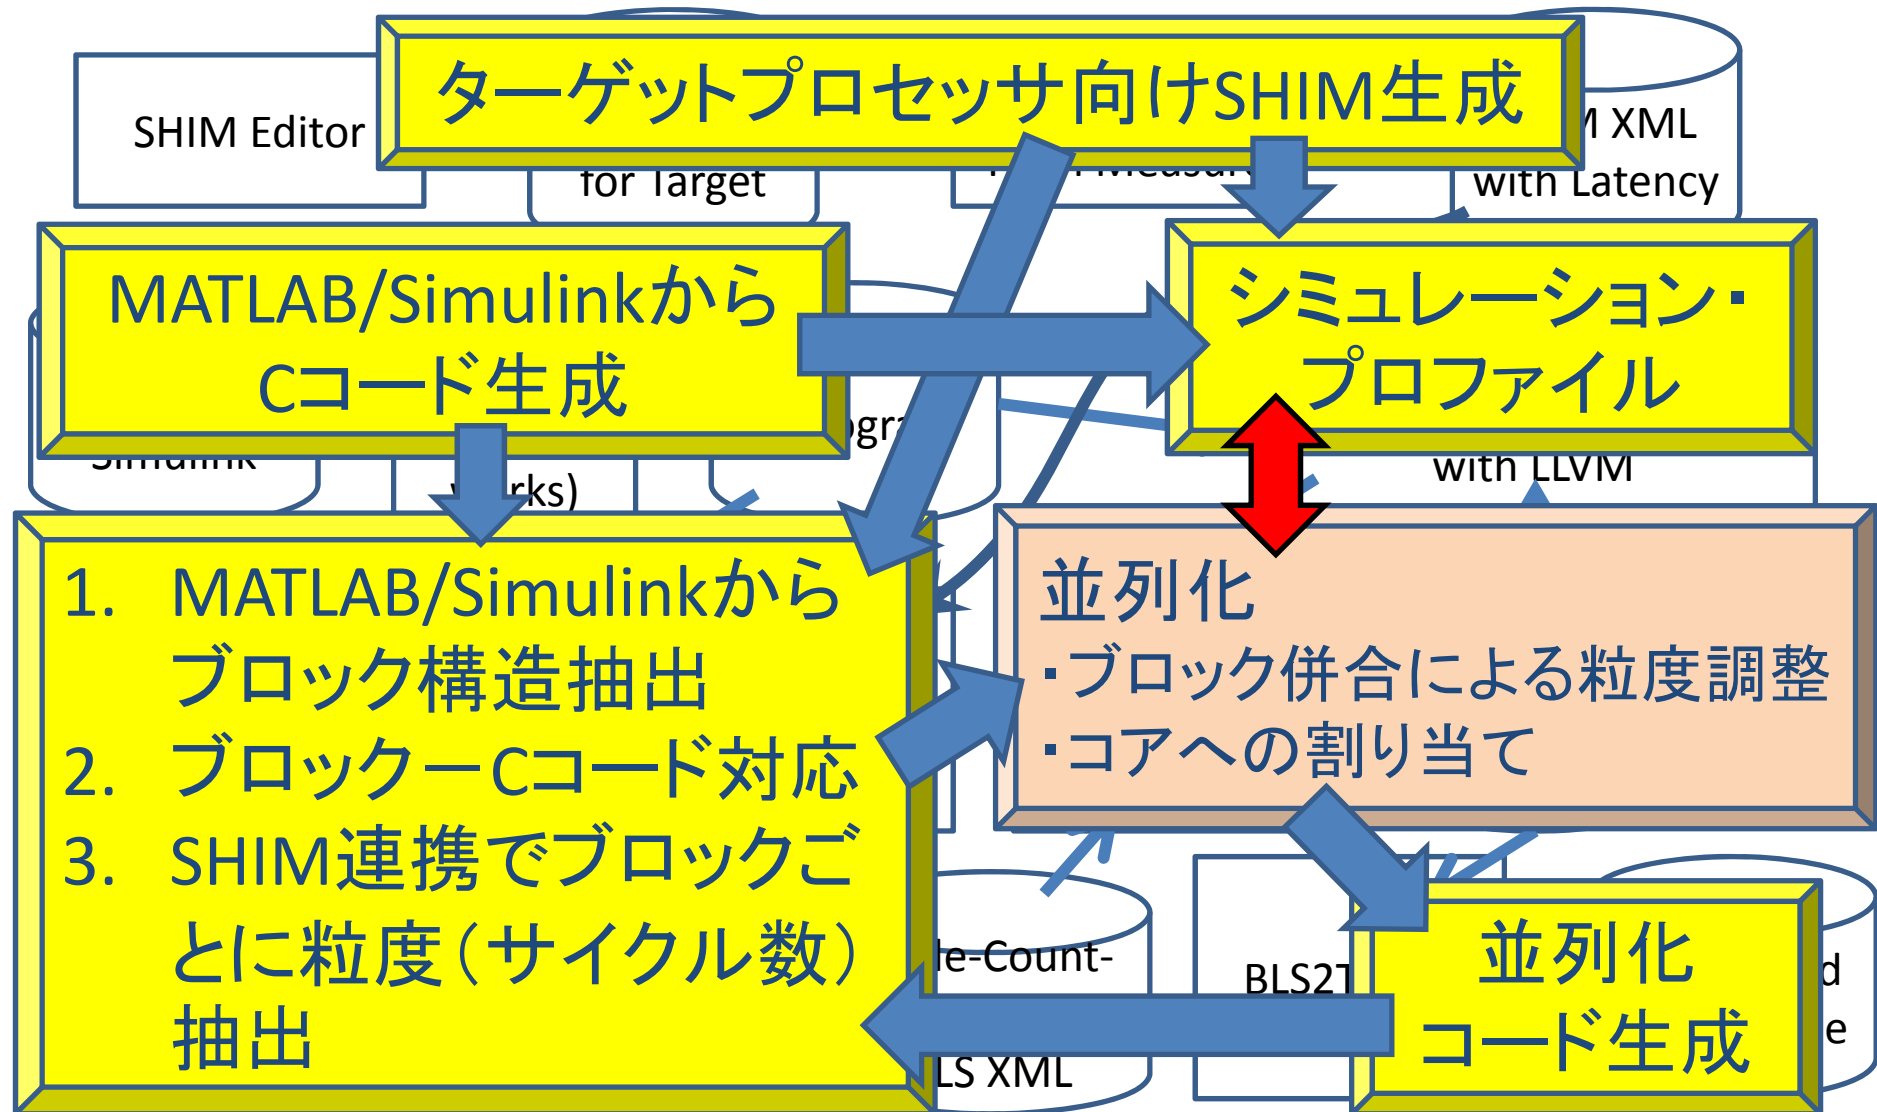 ターゲットプロセッサ向けSHIM生成
SHIM Editor
XML
for Target
with Latency
MATLAB/Simulinkから
Cコード生成
シミュレーション・
プロファイル
Simulink
with LLVM
1. MATLAB/Simulinkから
ブロック構造抽出
2. ブロックーCコード対応
3. SHIM連携でブロックご
とに粒度（サイクル数）
抽出
並列化
・ブロック併合による粒度調整
・コアへの割り当て
le-Count-
LS XML
BLS2T
並列化
コード生成